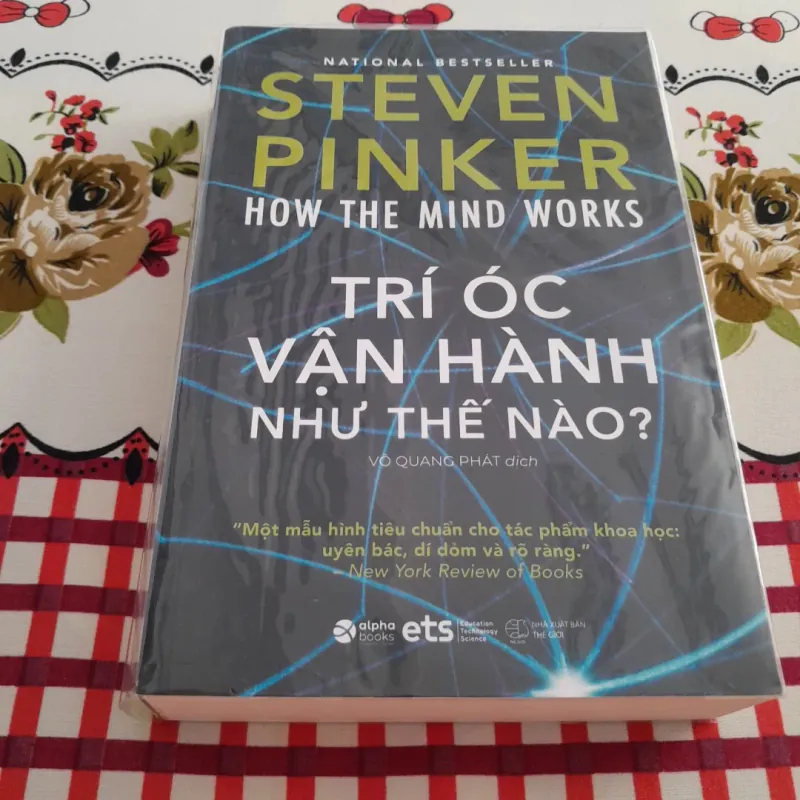 NATIONAL BESTSELLER
STEVEN
PINKER
HOW THE MIND WORKS
TRÍ ÓC
VẬN HÀNH
NHƯ THẾ NÀO?
VÕ QUANG PHÁT dịch
"Một mẫu hình tiêu chuẩn cho tác phẩm khoa học:
uyên bác, dí dỏm và rõ ràng."
– New York Review of Books
alpha
books
ets
Education
Technology
Science
NHÀ XUẤT BẢN
THẾ GIỚI